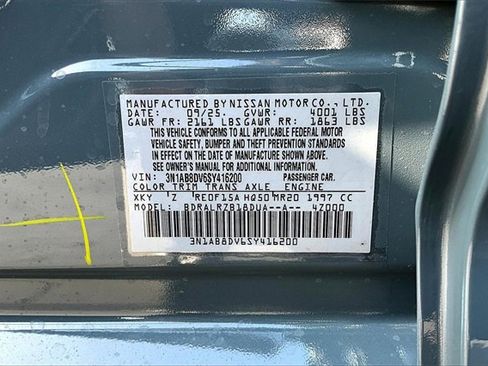 MANUFACTURED BY NISSAN MOTOR CO., LTD.
DATE: 09/25 GVWR: 4001 LBS
GAWR FR: 2161 LBS GAWR RR: 1863 LBS
THIS VEHICLE CONFORMS TO ALL APPLICABLE FEDERAL MOTOR
VEHICLE SAFETY, BUMPER AND THEFT PREVENTION STANDARDS
IN EFFECT ON THE DATE OF MANUFACTURE SHOWN ABOVE.
SEE OWNER'S MANUAL FOR ADDITIONAL INFORMATION
VIN: 3N1AB8DV6SY416200 PASSENGER CAR.
COLOR TRIM TRANS AXLE ENGINE
XKY Z RE0F15A HQ50 MR20 1997 CC
MODEL: BDRALRZB18DUA--A-- 47000
3N1AB8DV6SY416200